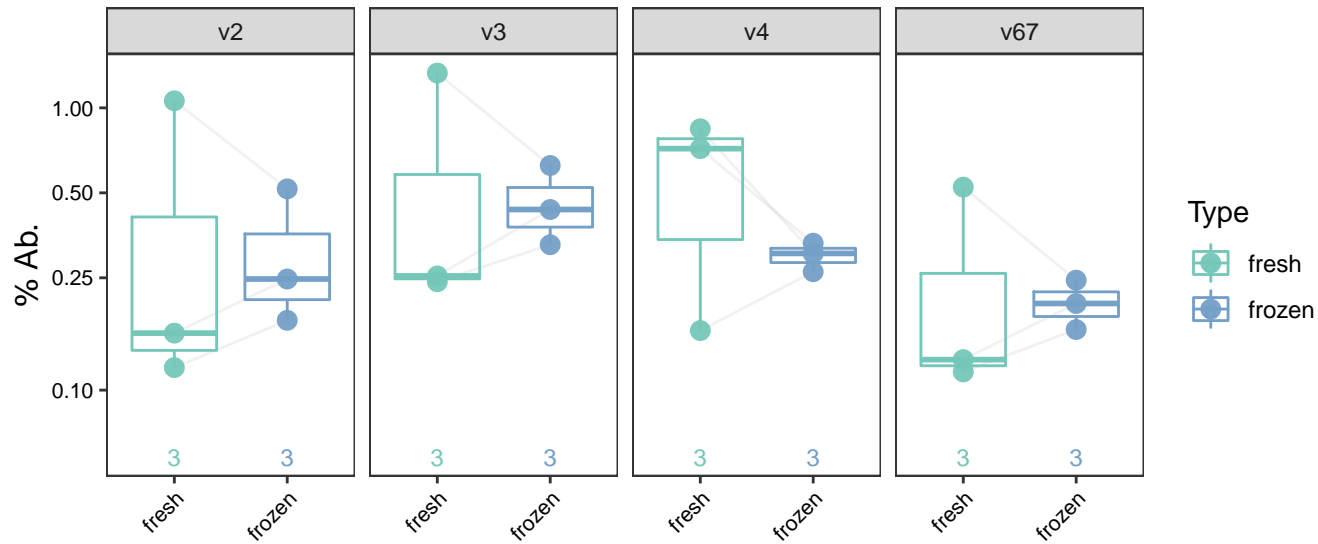 v2 v3 v4 v67
% Ab.
1.00
0.50
0.25
0.10
3 3 3 3 3 3 3 3
fresh frozen fresh frozen fresh frozen fresh frozen
Type
fresh
frozen